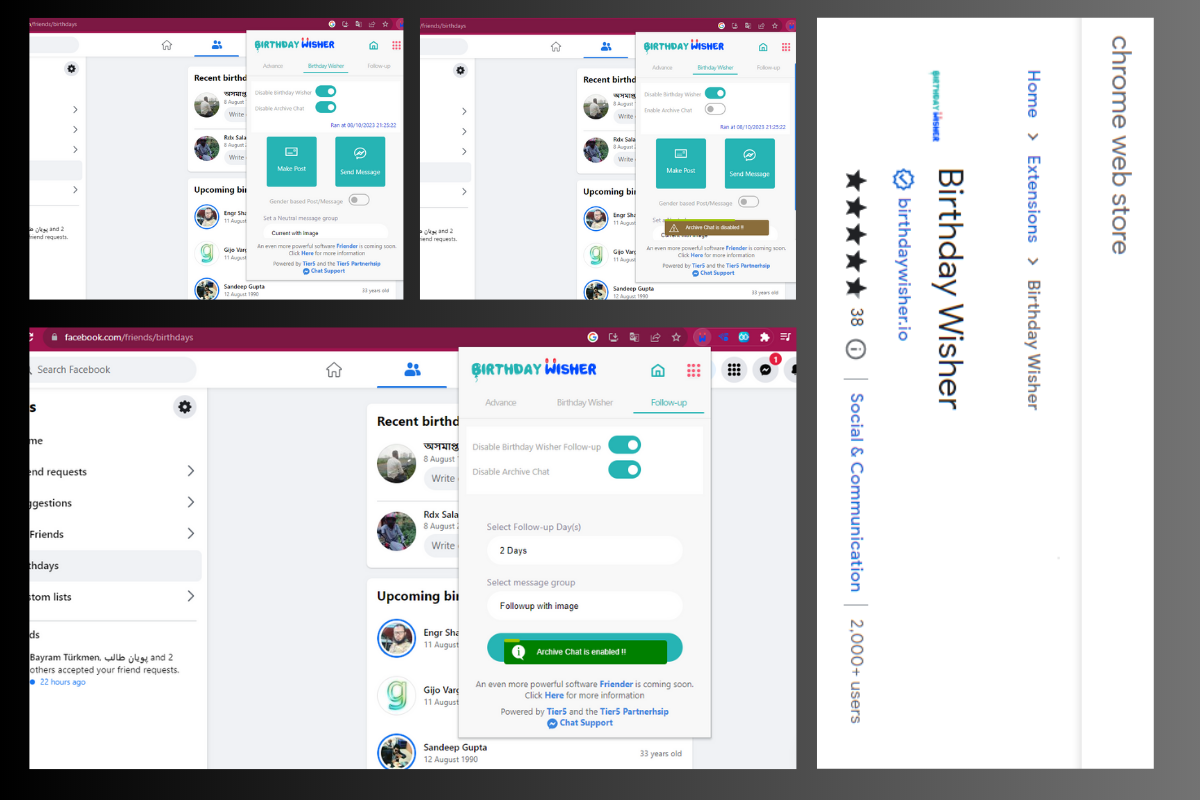 /friends/birthdays
BIRTHDAY WISHER
Advance
Birthday Wisher
Follow-up
Recent birthd
Disable Birthday Wisher
Disable Archive Chat
8 August
Write
Ran at 08/10/2023 21:25:22
Rdx Sala
8 August
Write
Make Post
Send Message
Upcoming bir
Gender based Post/Message
Engr Sha
11 August
Set a Neutral message group
Current with image
and 2
iend requests.
Gijo Varg
11 August
An even more powerful software Friender is coming soon.
Click Here for more information
Powered by Tier5 and the Tier5 Partnerhsip
Chat Support
Sandeep Gupta
12 August 1990
33 years old
/friends/birthdays
BIRTHDAY WISHER
Advance
Birthday Wisher
Follow-up
Recent birthd
Disable Birthday Wisher
Enable Archive Chat
8 August
Write
Ran at 08/10/2023 21:25:22
Rdx Sala
8 August
Write
Make Post
Send Message
Upcoming bir
Gender based Post/Message
Engr Sha
11 August
Archive Chat is disabled !!
پویان طالب and 2
iend requests.
Gijo Varg
11 August
An even more powerful software Friender is coming soon.
Click Here for more information
Powered by Tier5 and the Tier5 Partnerhsip
Chat Support
Sandeep Gupta
12 August 1990
33 years old
facebook.com/friends/birthdays
Search Facebook
BIRTHDAY WISHER
1
s
Advance
Birthday Wisher
Follow-up
Recent birthd
me
অসমাপ্ত
8 August
Write
Disable Birthday Wisher Follow-up
Disable Archive Chat
end requests
ggestions
Rdx Sala
8 August 2
Write
Select Follow-up Day(s)
2 Days
Friends
thdays
Select message group
Followup with image
Upcoming bir
stom lists
Engr Sha
11 August
ds
Archive Chat is enabled !!
Bayram Türkmen, پویان طالب and 2
others accepted your friend requests.
22 hours ago
Gijo Varg
11 August
An even more powerful software Friender is coming soon.
Click Here for more information
Powered by Tier5 and the Tier5 Partnerhsip
Chat Support
Sandeep Gupta
12 August 1990
33 years old
chrome web store
Home > Extensions > Birthday Wisher
BIRTHDAY WISHER
Birthday Wisher
birthdaywisher.io
★★★★★ 38
Social & Communication
2,000+ users